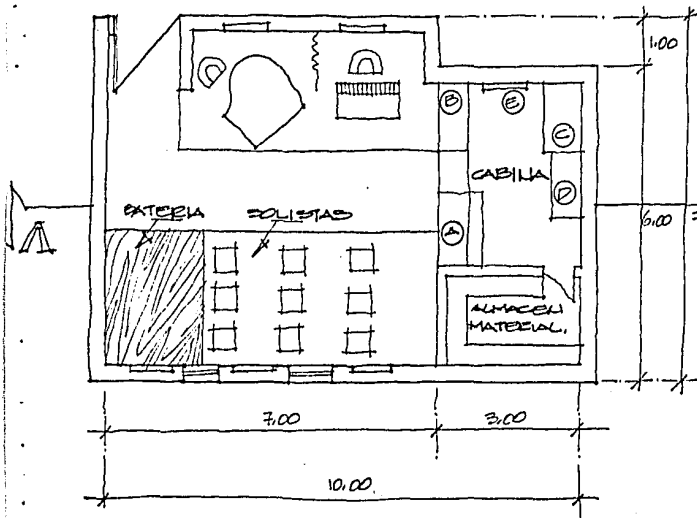 1.00
B
E
C
CABINA
D
BATERIA
SOLISTAS
6.00
A
ALMACEN
MATERIAL.
7.00
3.00
10.00